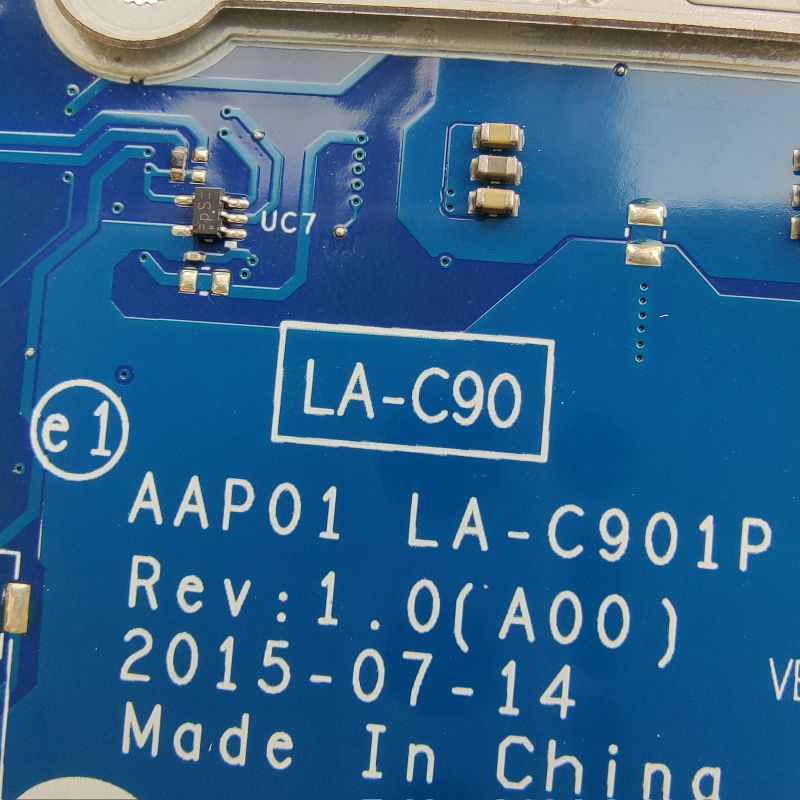 UC7
LA-C90
e1
AAP01 LA-C901P
Rev:1.0(A00)
2015-07-14
Made In China